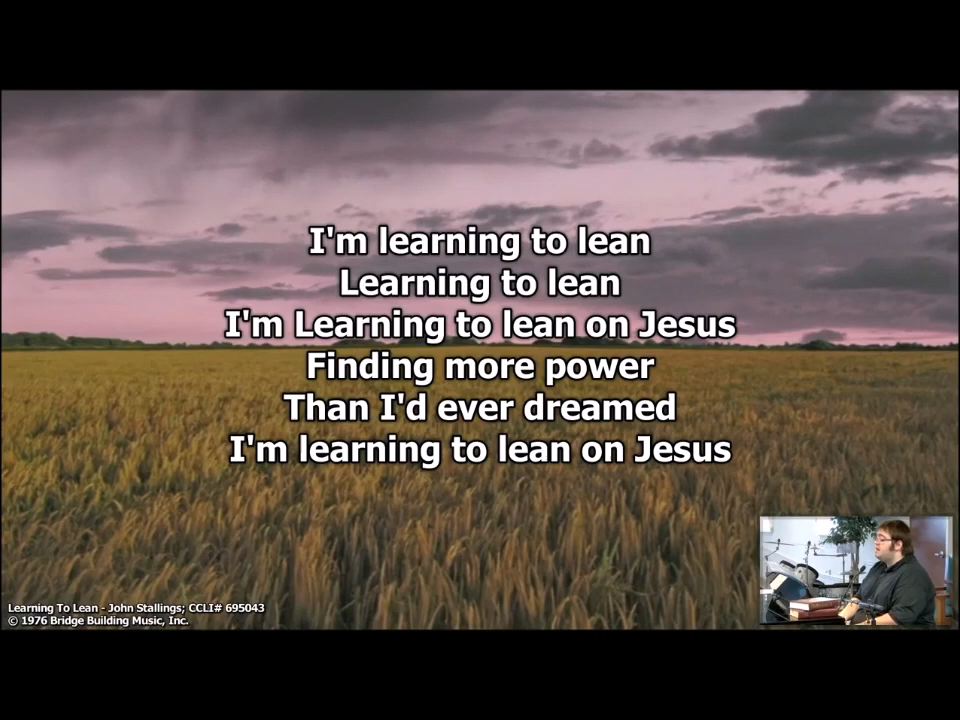 I'm learning to lean
Learning to lean
I'm Learning to lean on Jesus
Finding more power
Than I'd ever dreamed
I'm learning to lean on Jesus
Learning To Lean - John Stallings; CCLI# 695043
© 1976 Bridge Building Music, Inc.